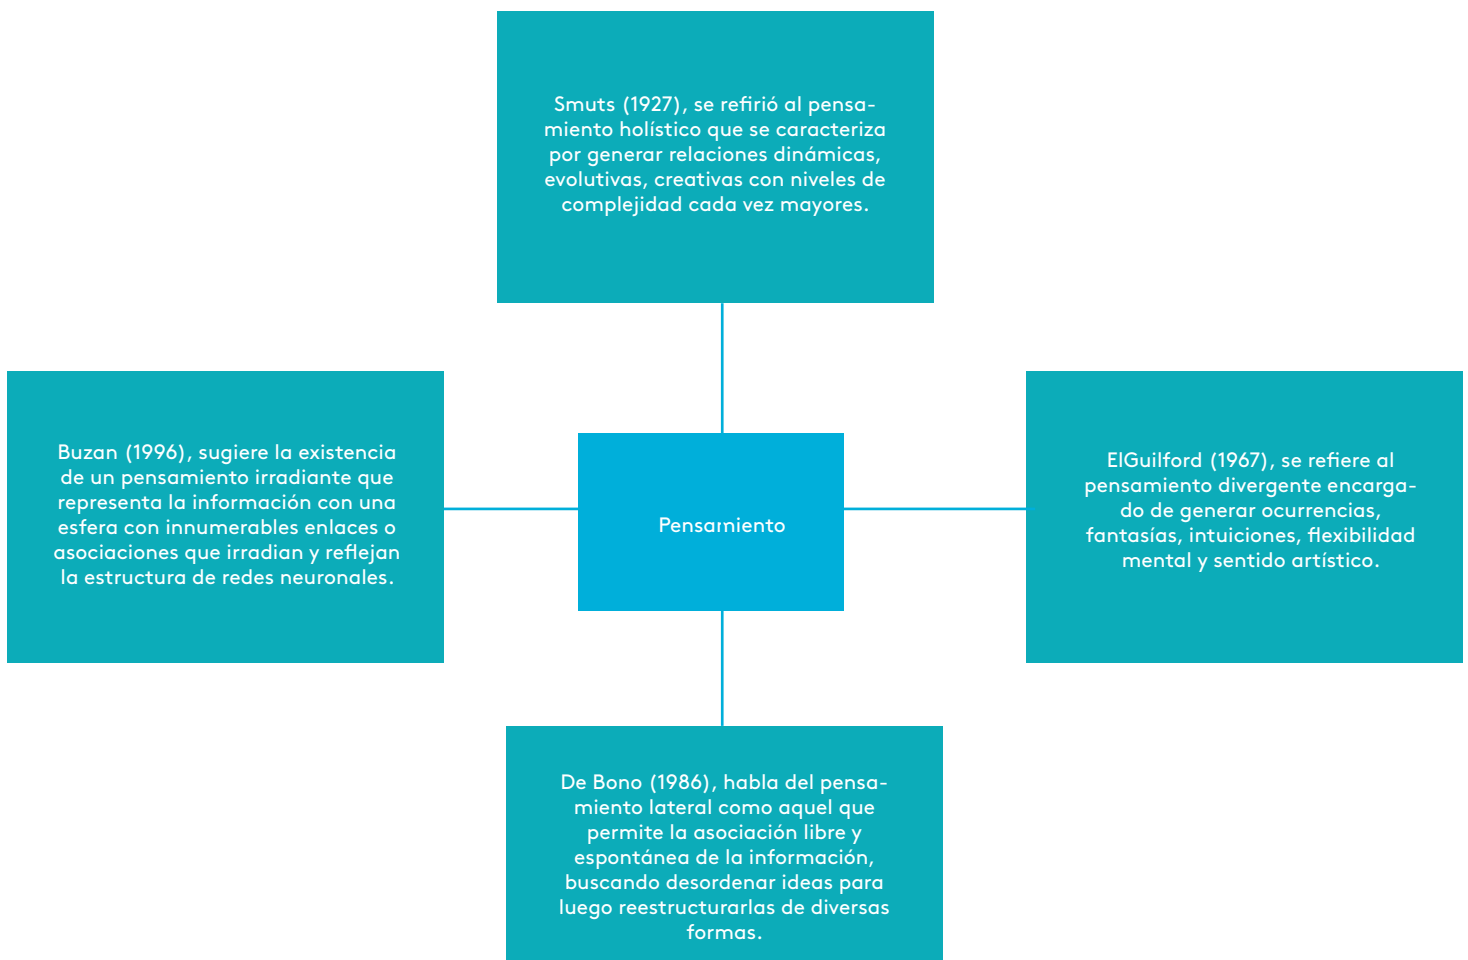 Smuts (1927), se refirió al pensa-
miento holístico que se caracteriza
por generar relaciones dinámicas,
evolutivas, creativas con niveles de
complejidad cada vez mayores.
Buzan (1996), sugiere la existencia
de un pensamiento irradiante que
representa la información con una
esfera con innumerables enlaces o
asociaciones que irradian y reflejan
la estructura de redes neuronales.
Pensamiento
ElGuilford (1967), se refiere al
pensamiento divergente encarga-
do de generar ocurrencias,
fantasías, intuiciones, flexibilidad
mental y sentido artístico.
De Bono (1986), habla del pensa-
miento lateral como aquel que
permite la asociación libre y
espontánea de la información,
buscando desordenar ideas para
luego reestructurarlas de diversas
formas.